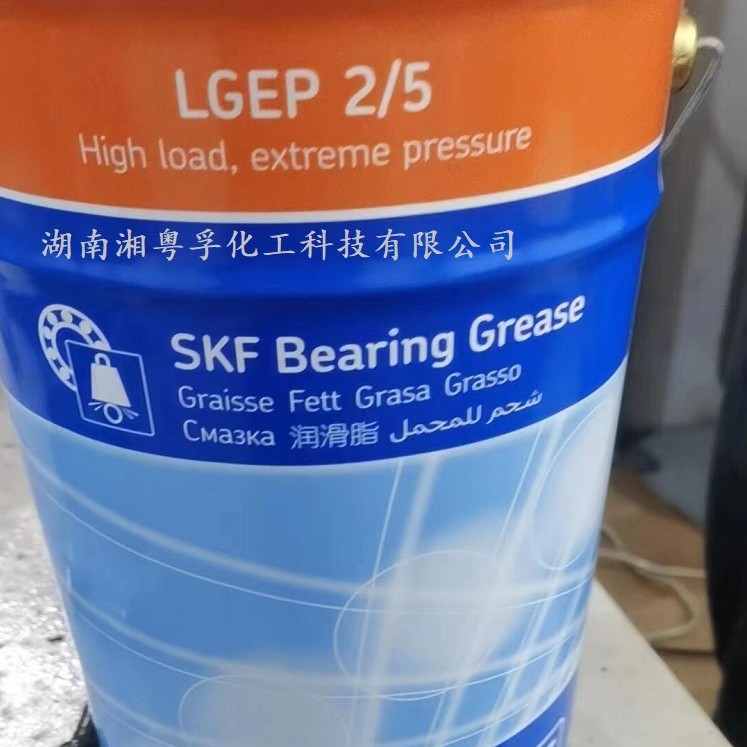 LGEP 2/5
High load, extreme pressure
湖南湘粤孚化工科技有限公司
SKF Bearing Grease
Graisse Fett Grasa Grasso
Смазка 润滑脂 شحم للمحمل